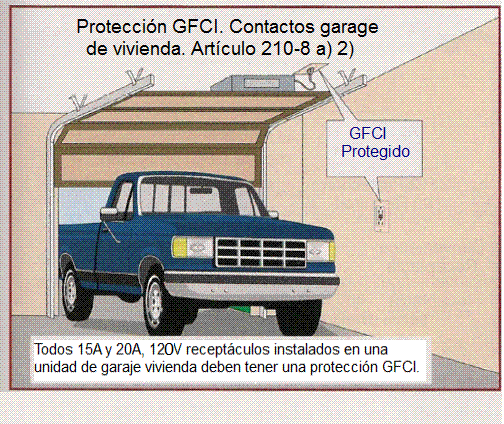 Protección GFCI. Contactos garage
de vivienda. Artículo 210-8 a) 2)
GFCI
Protegido
Todos 15A y 20A, 120V receptáculos instalados en una
unidad de garaje vivienda deben tener una protección GFCI.